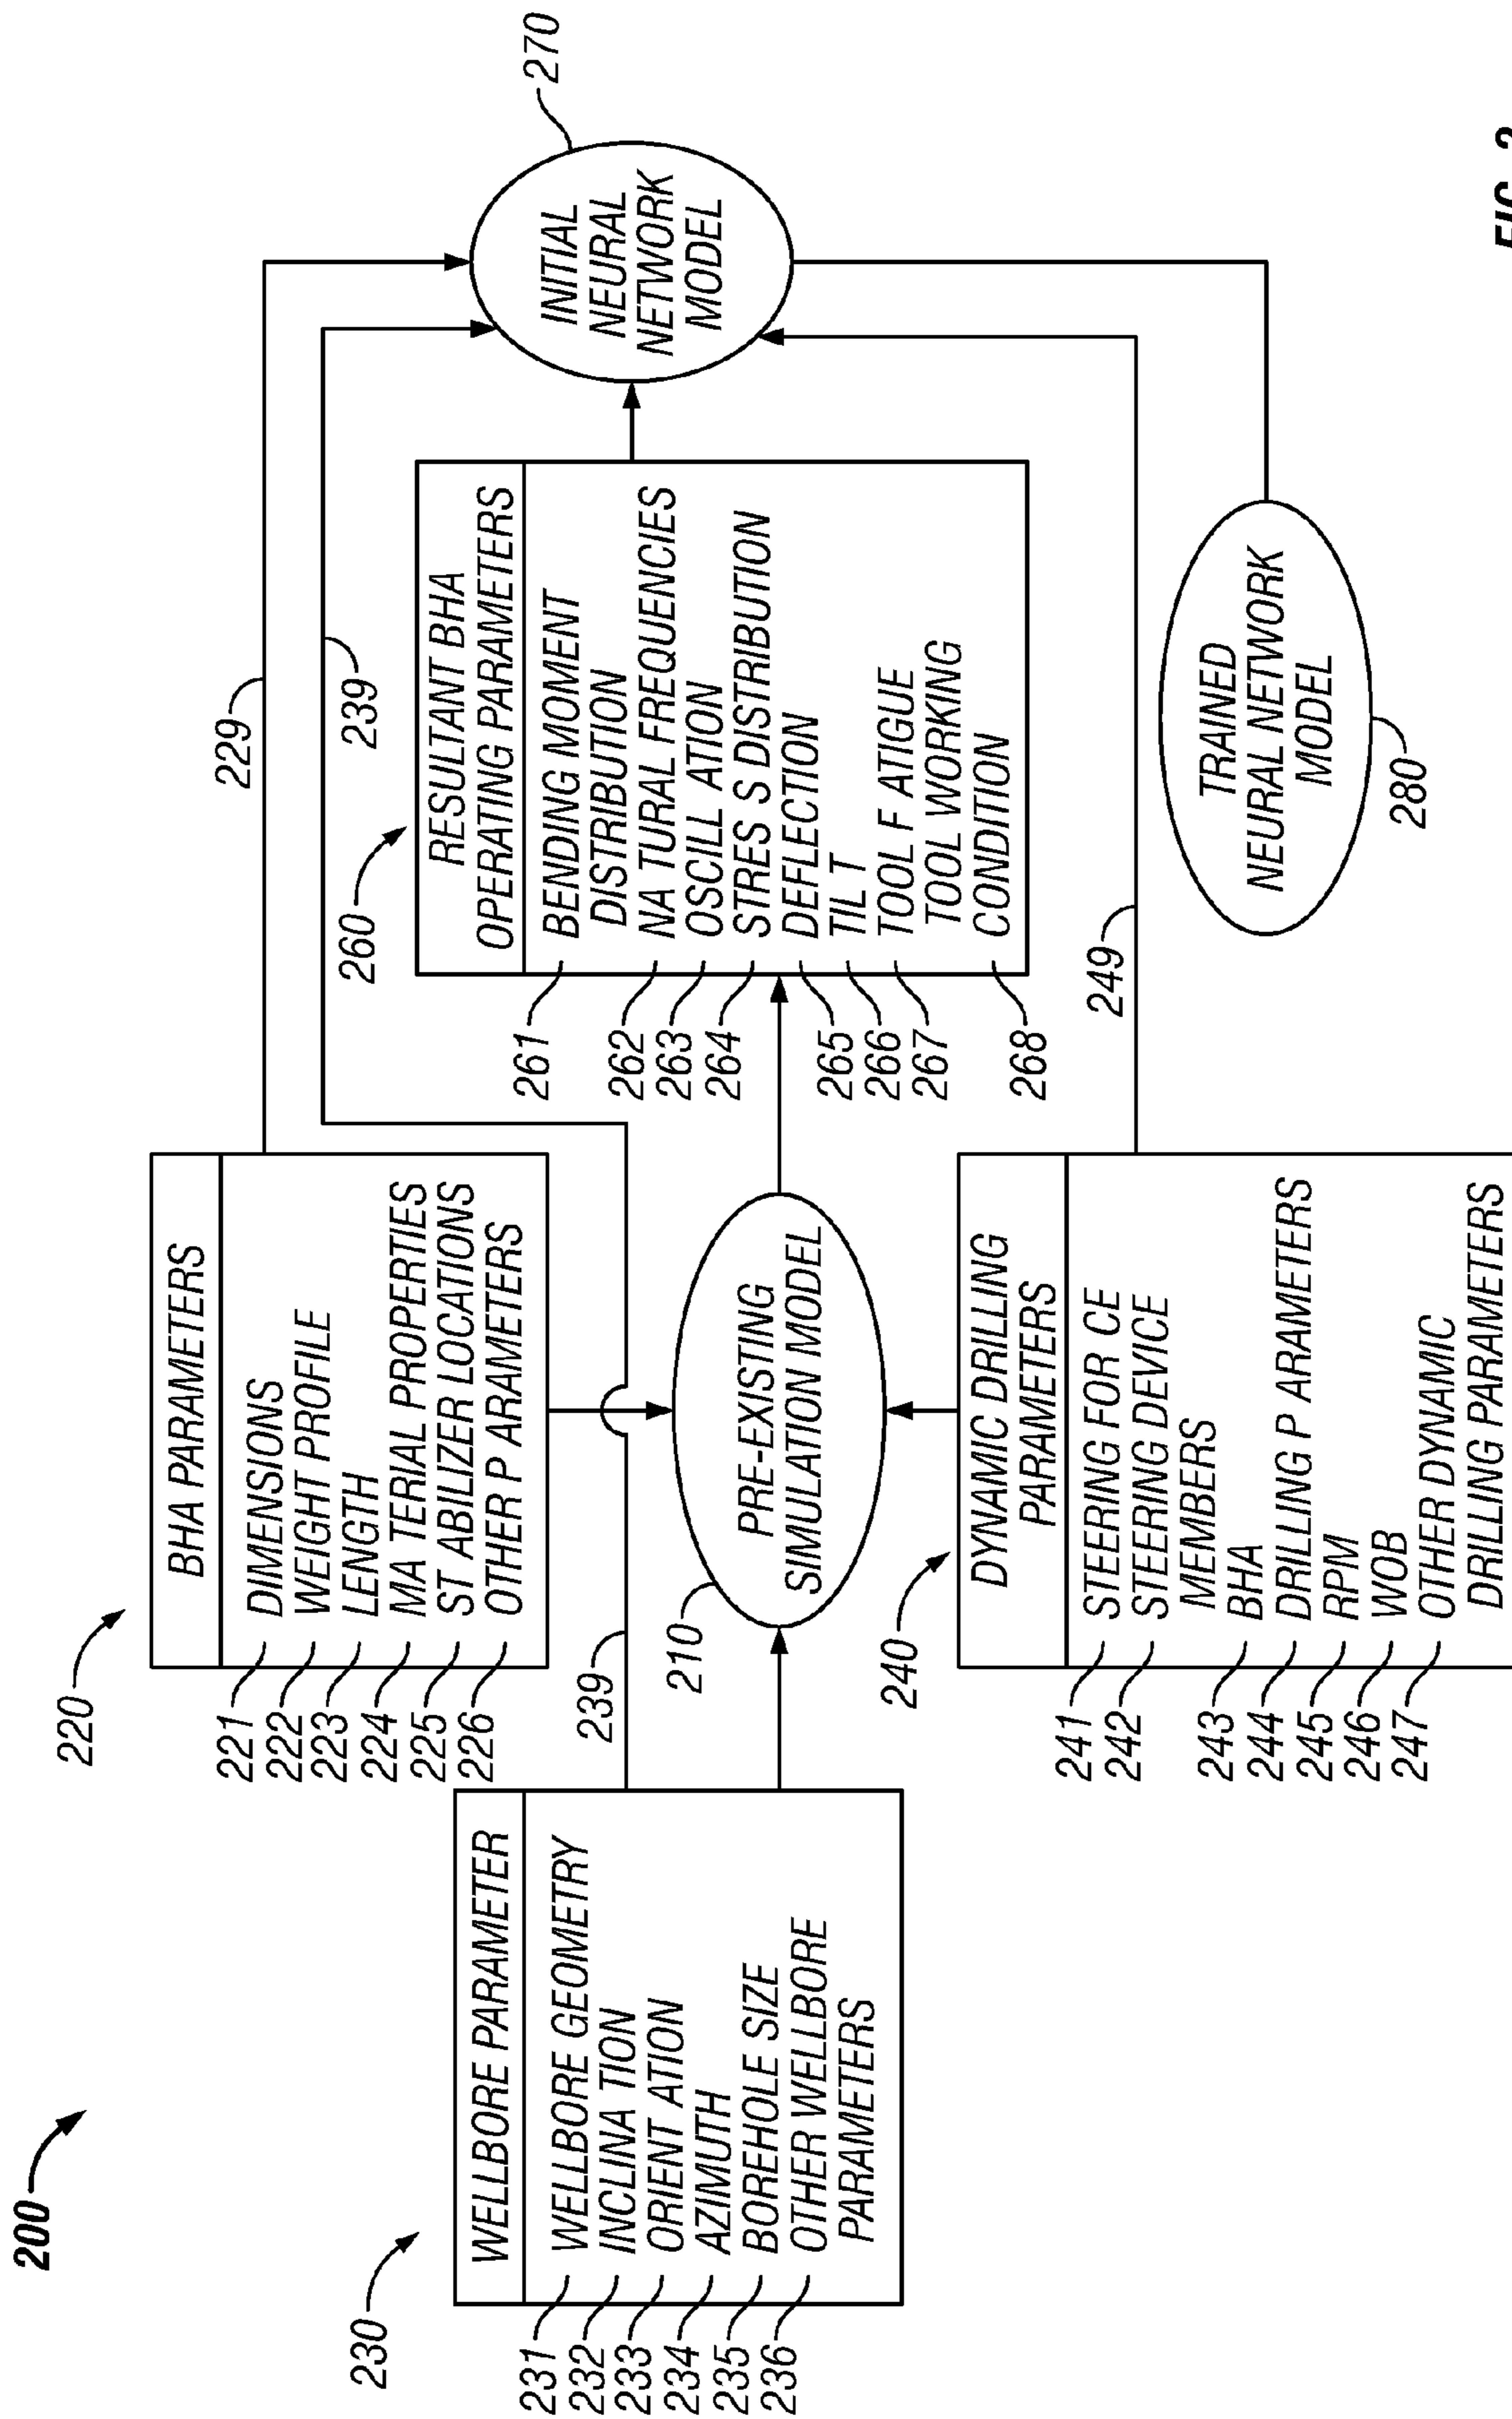 200
220
BHA PARAMETERS
221 DIMENSIONS
222 WEIGHT PROFILE
223 LENGTH
224 MA TERIAL PROPERTIES
225 ST ABILIZER LOCATIONS
226 OTHER P ARAMETERS
229
239
230
WELLBORE PARAMETER
231 WELLBORE GEOMETRY
232 INCLINA TION
233 ORIENT ATION
234 AZIMUTH
235 BOREHOLE SIZE
236 OTHER WELLBORE
PARAMETERS
239
210
PRE-EXISTING
SIMULATION MODEL
260
RESULTANT BHA
OPERATING PARAMETERS
261 BENDING MOMENT
DISTRIBUTION
262 NA TURAL FREQUENCIES
263 OSCILL ATION
264 STRES S DISTRIBUTION
265 DEFLECTION
266 TIL T
267 TOOL F ATIGUE
TOOL WORKING
268 CONDITION
270
INITIAL
NEURAL
NETWORK
MODEL
240
DYNAMIC DRILLING
PARAMETERS
241 STEERING FOR CE
242 STEERING DEVICE
MEMBERS
243 BHA
244 DRILLING P ARAMETERS
245 RPM
246 WOB
247 OTHER DYNAMIC
DRILLING PARAMETERS
249
TRAINED
NEURAL NETWORK
MODEL
280